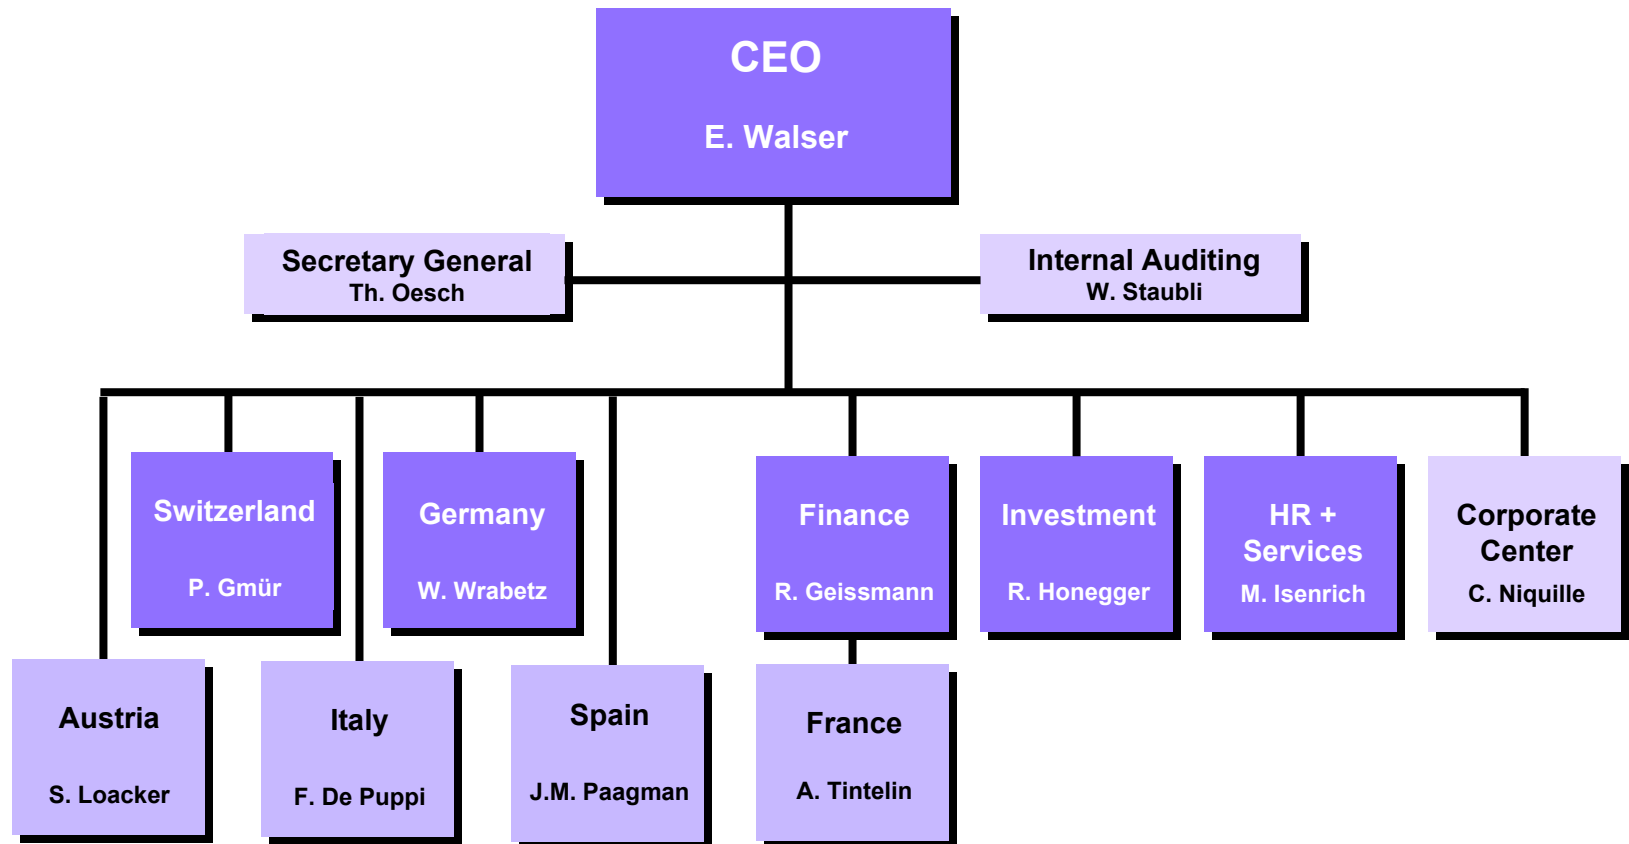 CEO
E. Walser
Secretary General
Th. Oesch
Internal Auditing
W. Staubli
Switzerland
P. Gmür
Germany
W. Wrabetz
Finance
R. Geissmann
Investment
R. Honegger
HR +
Services
M. Isenrich
Corporate
Center
C. Niquille
Austria
S. Loacker
Italy
F. De Puppi
Spain
J.M. Paagman
France
A. Tintelin